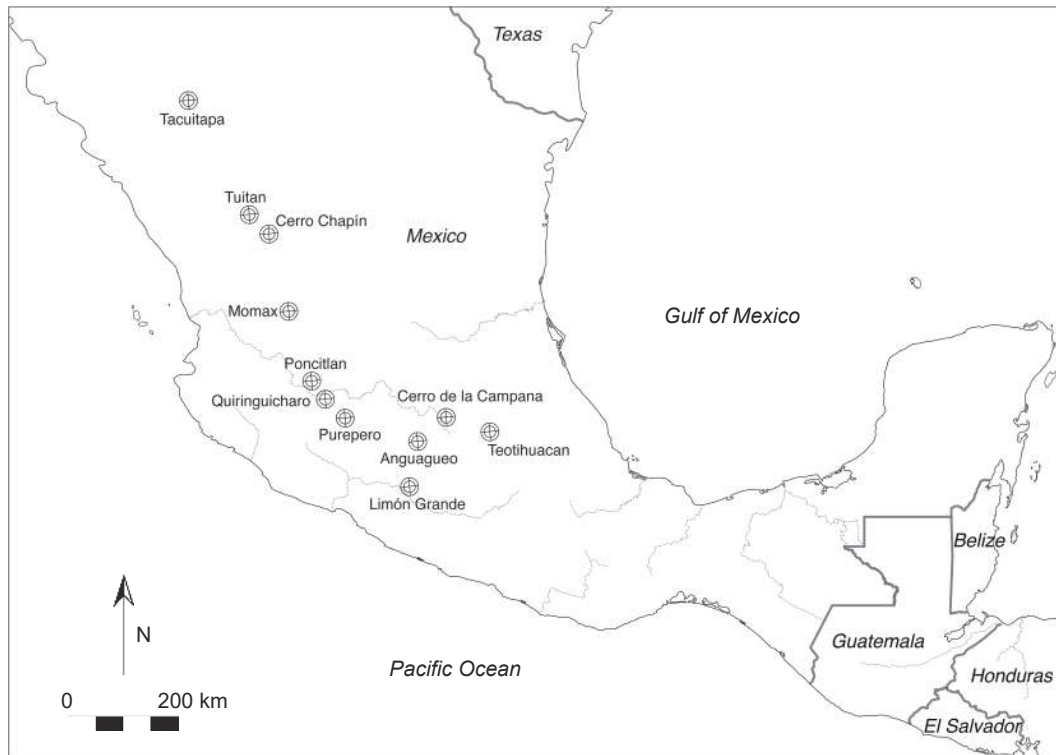 Texas
Tacuitapa
Tuitan
Cerro Chapín
Mexico
Momax
Gulf of Mexico
Poncitlan
Quiringuicharo
Cerro de la Campana
Purepero
Teotihuacan
Anguagueo
Limón Grande
Belize
N
Guatemala
Pacific Ocean
Honduras
0 200 km
El Salvador